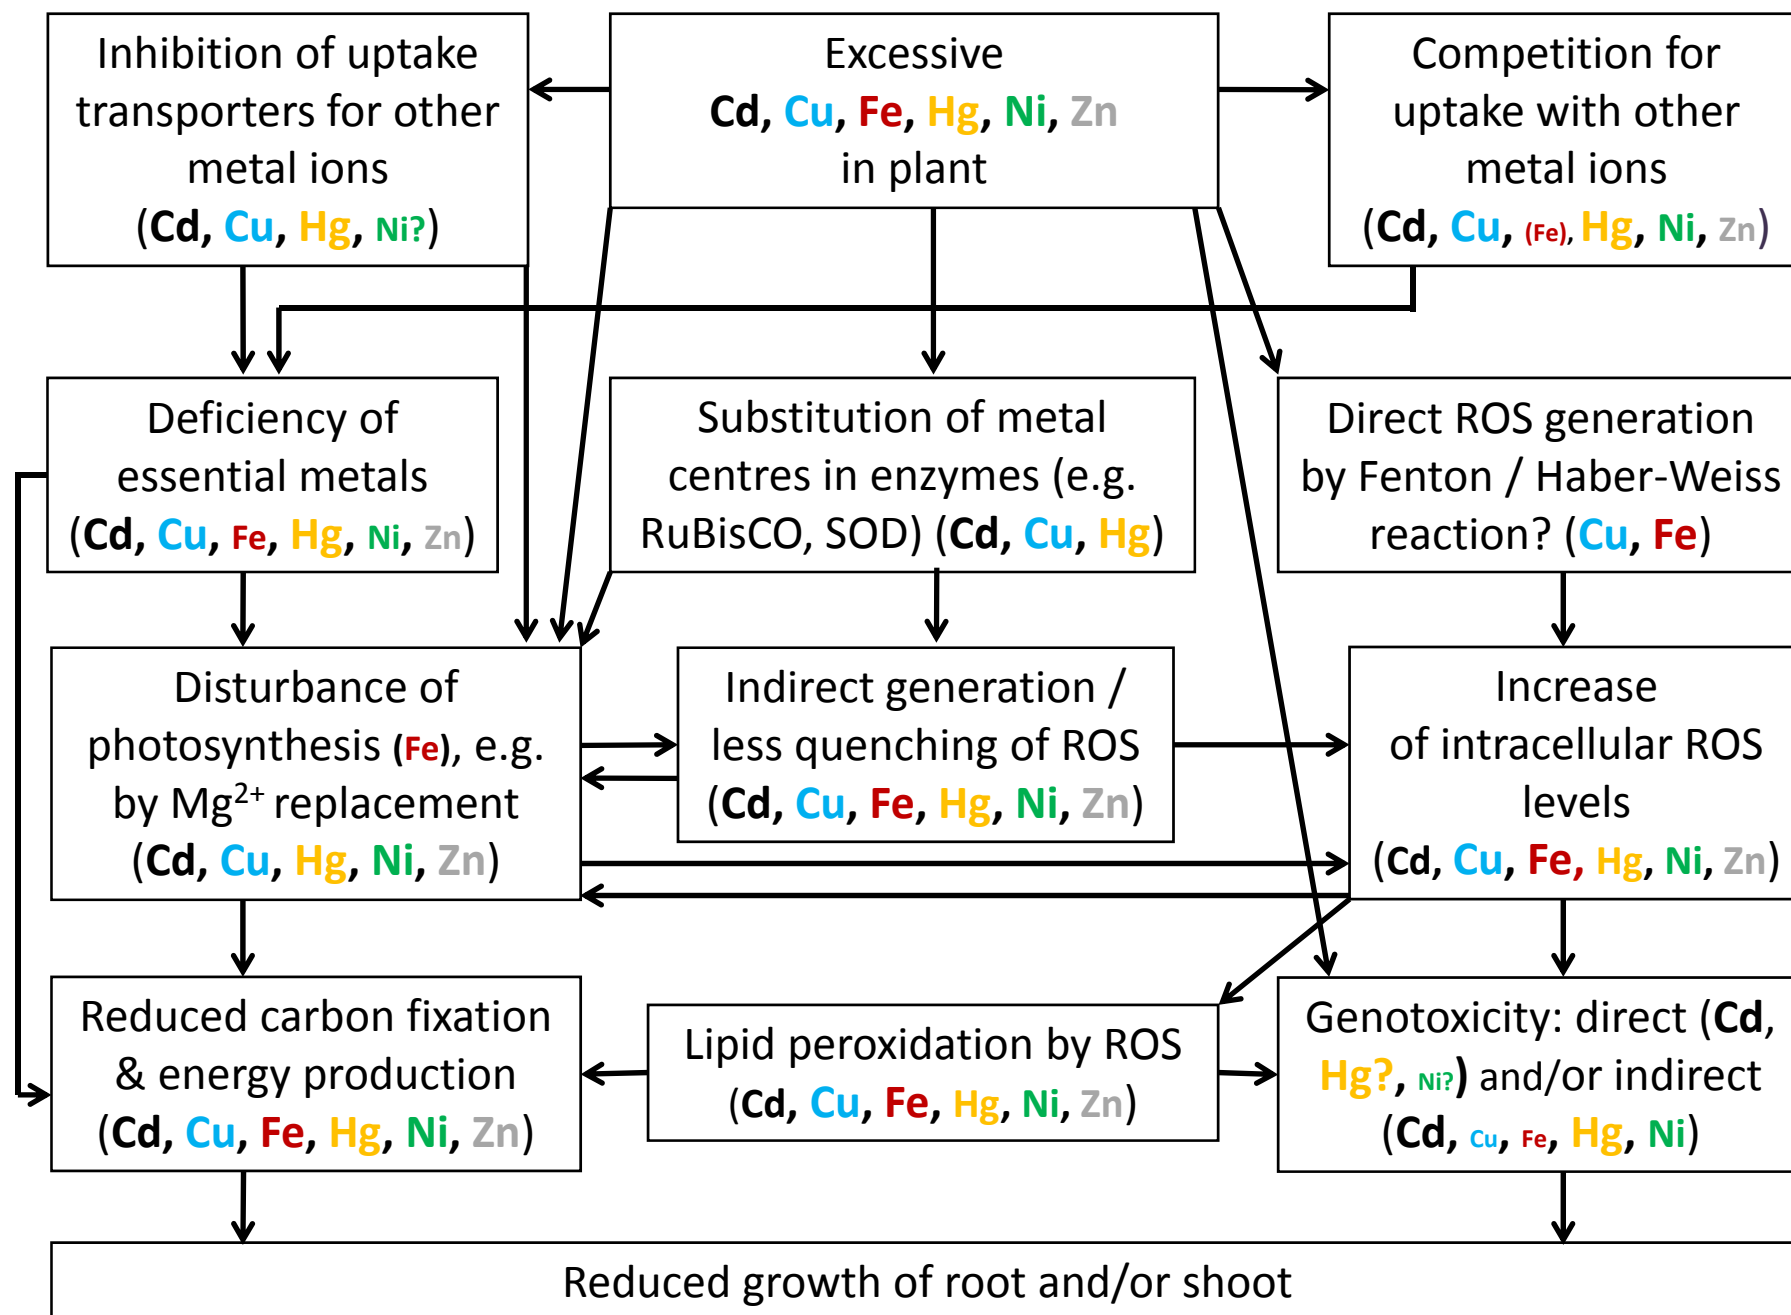 Inhibition of uptake
transporters for other
metal ions
(Cd, Cu, Hg, Ni?)
Excessive
Cd, Cu, Fe, Hg, Ni, Zn
in plant
Competition for
uptake with other
metal ions
(Cd, Cu, (Fe), Hg, Ni, Zn)
Deficiency of
essential metals
(Cd, Cu, Fe, Hg, Ni, Zn)
Substitution of metal
centres in enzymes (e.g.
RuBisCO, SOD) (Cd, Cu, Hg)
Direct ROS generation
by Fenton / Haber-Weiss
reaction? (Cu, Fe)
Disturbance of
photosynthesis (Fe), e.g.
by Mg²⁺ replacement
(Cd, Cu, Hg, Ni, Zn)
Indirect generation /
less quenching of ROS
(Cd, Cu, Fe, Hg, Ni, Zn)
Increase
of intracellular ROS
levels
(Cd, Cu, Fe, Hg, Ni, Zn)
Reduced carbon fixation
& energy production
(Cd, Cu, Fe, Hg, Ni, Zn)
Lipid peroxidation by ROS
(Cd, Cu, Fe, Hg, Ni, Zn)
Genotoxicity: direct (Cd,
Hg?, Ni?) and/or indirect
(Cd, Cu, Fe, Hg, Ni)
Reduced growth of root and/or shoot